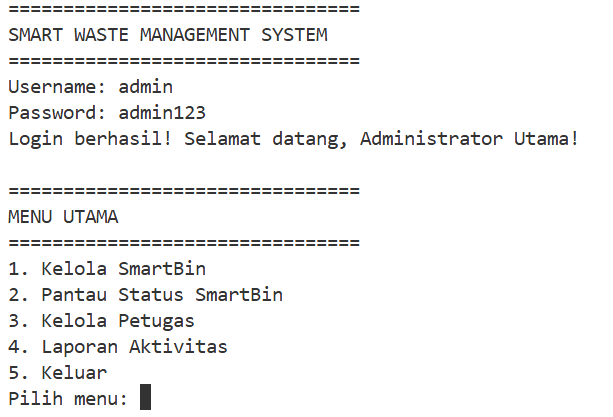 ================================
SMART WASTE MANAGEMENT SYSTEM
================================
Username: admin
Password: admin123
Login berhasil! Selamat datang, Administrator Utama!
================================
MENU UTAMA
================================
1. Kelola SmartBin
2. Pantau Status SmartBin
3. Kelola Petugas
4. Laporan Aktivitas
5. Keluar
Pilih menu: